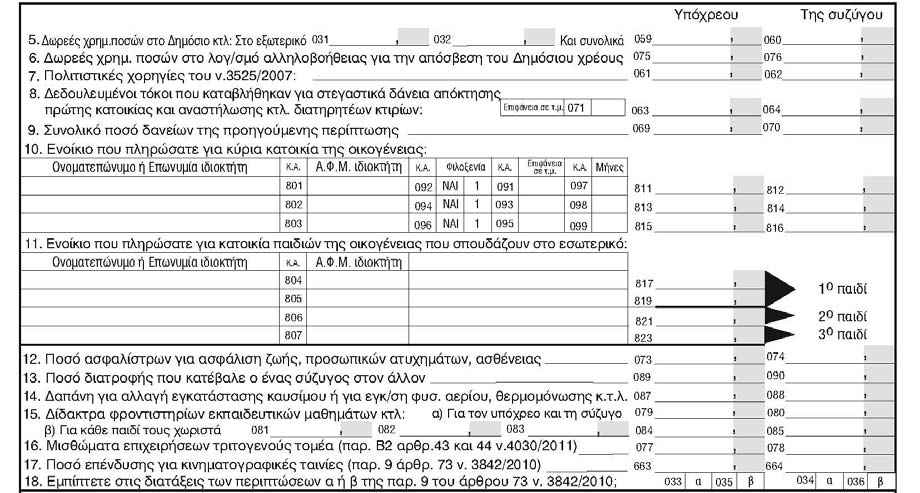 Υπόχρεου Της συζύγου
5. Δωρεές χρημ.ποσών στο Δημόσιο κτλ: Στο εξωτερικό 031 , 032 , Και συνολικά 059 , 060 ,
6. Δωρεές χρημ. ποσών στο λογ/σμό αλληλοβοήθειας για την απόσβεση του Δημόσιου χρέους 075 , 076 ,
7. Πολιτιστικές χορηγίες του ν.3525/2007: 061 , 062 ,
8. Δεδουλευμένοι τόκοι που καταβλήθηκαν για στεγαστικά δάνεια απόκτησης
πρώτης κατοικίας και αναστήλωσης κτλ. διατηρητέων κτιρίων: Επιφάνεια σε τ.μ. 071 063 , 064 ,
9. Συνολικό ποσό δανείων της προηγούμενης περίπτωσης 069 , 070 ,
10. Ενοίκιο που πληρώσατε για κύρια κατοικία της οικογένειας:
Ονοματεπώνυμο ή Επωνυμία ιδιοκτήτη Κ.Α. Α.Φ.Μ. ιδιοκτήτη Κ.Α. Φιλοξενία Κ.Α. Επιφάνεια σε τ.μ. Κ.Α. Μήνες
801 092 ΝΑΙ 1 091 097 811 , 812 ,
802 094 ΝΑΙ 1 093 098 813 , 814 ,
803 096 ΝΑΙ 1 095 099 815 , 816 ,
11. Ενοίκιο που πληρώσατε για κατοικία παιδιών της οικογένειας που σπουδάζουν στο εσωτερικό:
Ονοματεπώνυμο ή Επωνυμία ιδιοκτήτη Κ.Α. Α.Φ.Μ. ιδιοκτήτη
804 817 ,
1ο παιδί
805 819 ,
806 821 , 2ο παιδί
807 823 , 3ο παιδί
12. Ποσό ασφαλίστρων για ασφάλιση ζωής, προσωπικών ατυχημάτων, ασθένειας 073 , 074 ,
13. Ποσό διατροφής που κατέβαλε ο ένας σύζυγος στον άλλον 089 , 090 ,
14. Δαπάνη για αλλαγή εγκατάστασης καυσίμου ή για εγκ/ση φυσ. αερίου, θερμομόνωσης κ.τ.λ. 087 , 088 ,
15. Δίδακτρα φροντιστηρίων εκπαιδευτικών μαθημάτων κτλ: α) Για τον υπόχρεο και τη σύζυγο 079 , 080 ,
β) Για κάθε παιδί τους χωριστά 081 , 082 , 083 , 084 , 085 ,
16. Μισθώματα επιχειρήσεων τριτογενούς τομέα (παρ. Β2 αρθρ.43 και 44 ν.4030/2011) 077 , 078 ,
17. Ποσό επένδυσης για κινηματογραφικές ταινίες (παρ. 9 άρθρ. 73 ν. 3842/2010) 663 , 664 ,
18. Εμπίπτετε στις διατάξεις των περιπτώσεων α ή β της παρ. 9 του άρθρου 73 ν. 3842/2010; 033 α 035 β 034 α 036 β